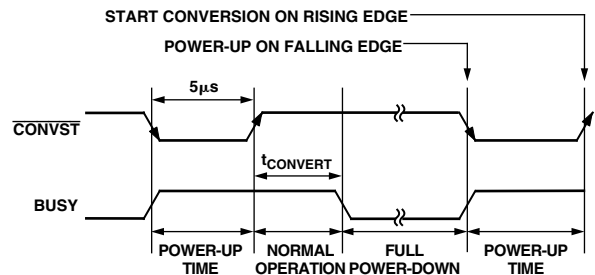 START CONVERSION ON RISING EDGE
POWER-UP ON FALLING EDGE
5μs
CONVST
tCONVERT
BUSY
POWER-UP TIME
NORMAL OPERATION
FULL POWER-DOWN
POWER-UP TIME